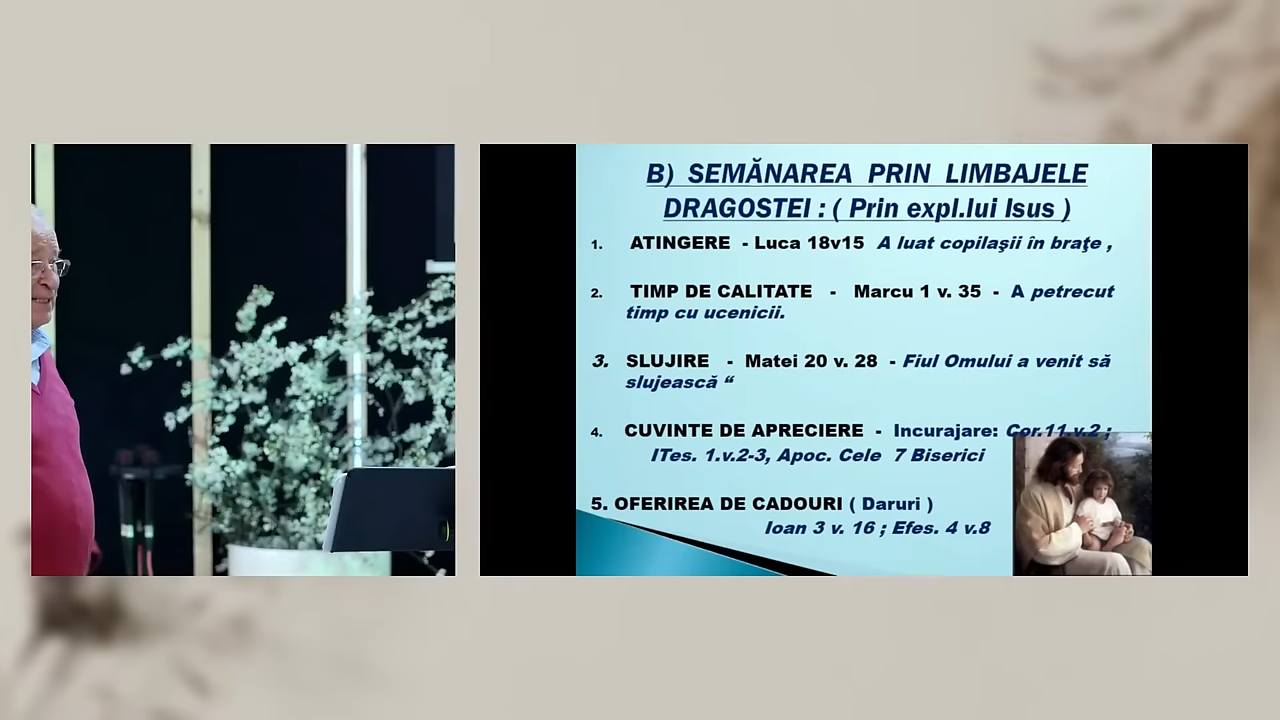 B) SEMĂNAREA PRIN LIMBAJELE
DRAGOSTEI : ( Prin expl.lui Isus )
1. ATINGERE - Luca 18v15 A luat copilaşii în braţe ,
2. TIMP DE CALITATE - Marcu 1 v. 35 - A petrecut
timp cu ucenicii.
3. SLUJIRE - Matei 20 v. 28 - Fiul Omului a venit să
slujească “
4. CUVINTE DE APRECIERE - Incurajare: Cor.11 v.2 ;
ITes. 1.v.2-3, Apoc. Cele 7 Biserici
5. OFERIREA DE CADOURI ( Daruri )
Ioan 3 v. 16 ; Efes. 4 v.8